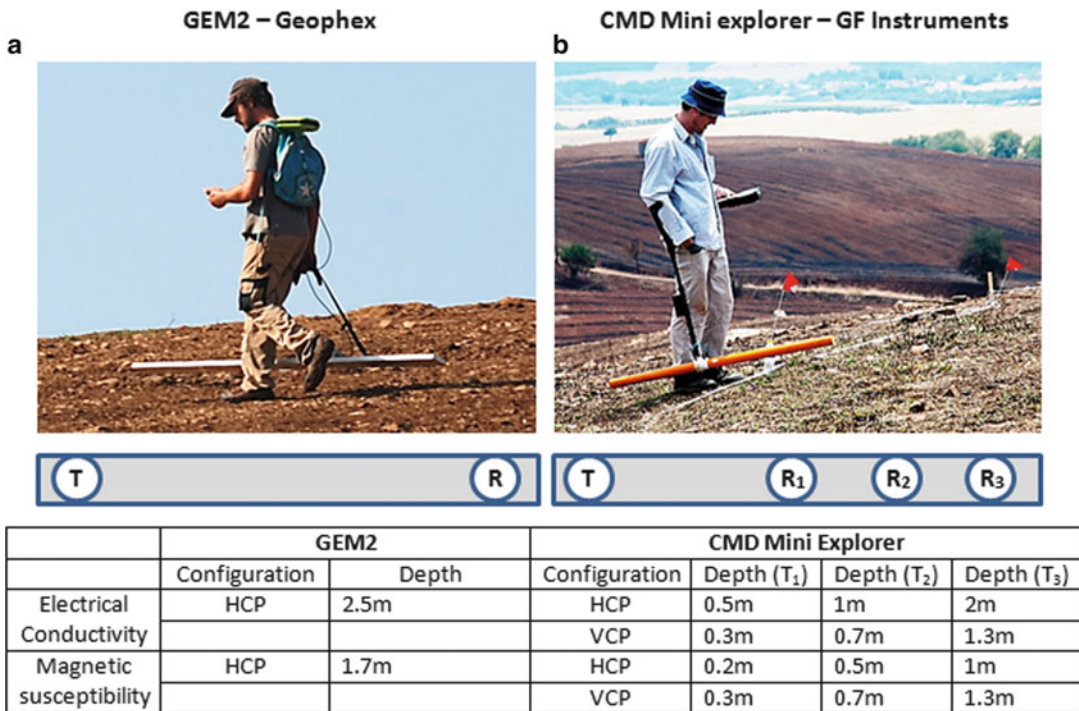 GEM2 – Geophex
CMD Mini explorer – GF Instruments
a
b
T
R
T
R1
R2
R3
GEM2
CMD Mini Explorer
Configuration
Depth
Configuration
Depth (T1)
Depth (T2)
Depth (T3)
Electrical Conductivity
HCP
2.5m
HCP
0.5m
1m
2m
VCP
0.3m
0.7m
1.3m
Magnetic susceptibility
HCP
1.7m
HCP
0.2m
0.5m
1m
VCP
0.3m
0.7m
1.3m